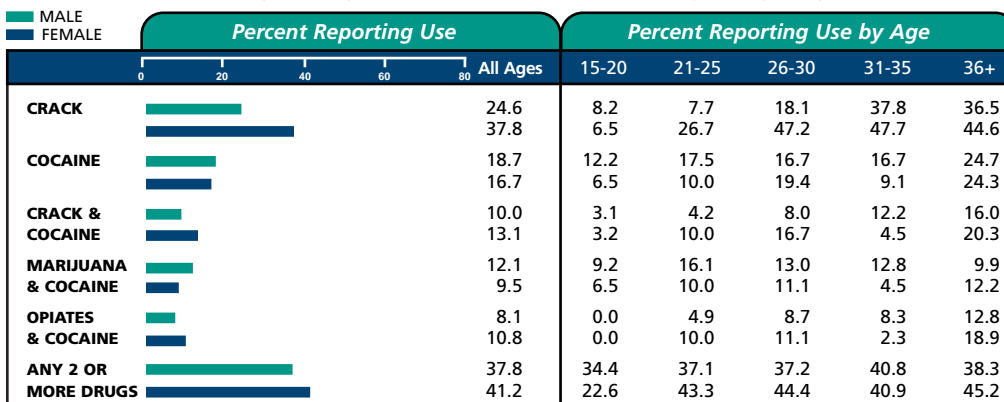 MALE
FEMALE
Percent Reporting Use
Percent Reporting Use by Age
0 20 40 60 80 All Ages 15-20 21-25 26-30 31-35 36+
CRACK 24.6 8.2 7.7 18.1 37.8 36.5
37.8 6.5 26.7 47.2 47.7 44.6
COCAINE 18.7 12.2 17.5 16.7 16.7 24.7
16.7 6.5 10.0 19.4 9.1 24.3
CRACK & 10.0 3.1 4.2 8.0 12.2 16.0
COCAINE 13.1 3.2 10.0 16.7 4.5 20.3
MARIJUANA 12.1 9.2 16.1 13.0 12.8 9.9
& COCAINE 9.5 6.5 10.0 11.1 4.5 12.2
OPIATES 8.1 0.0 4.9 8.7 8.3 12.8
& COCAINE 10.8 0.0 10.0 11.1 2.3 18.9
ANY 2 OR 37.8 34.4 37.1 37.2 40.8 38.3
MORE DRUGS 41.2 22.6 43.3 44.4 40.9 45.2